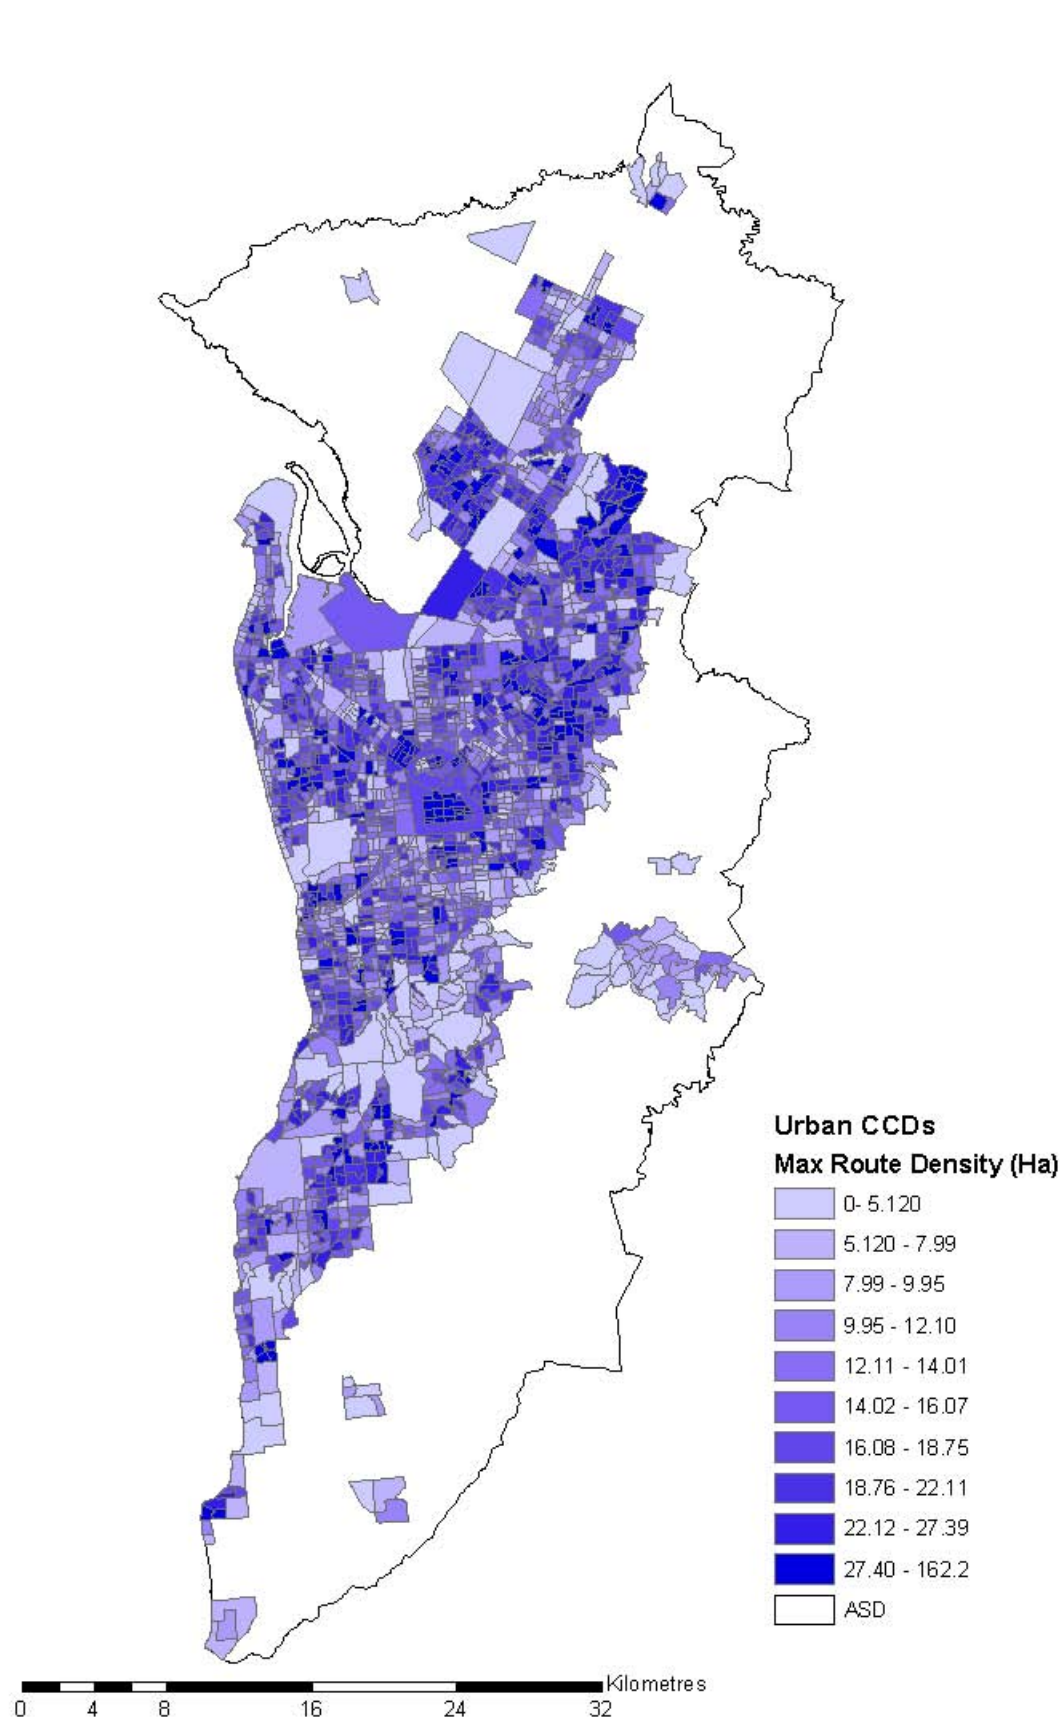 Urban CCDs
Max Route Density (Ha)
0- 5.120
5.120 - 7.99
7.99 - 9.95
9.95 - 12.10
12.11 - 14.01
14.02 - 16.07
16.08 - 18.75
18.76 - 22.11
22.12 - 27.39
27.40 - 162.2
ASD
Kilometres
0 4 8 16 24 32